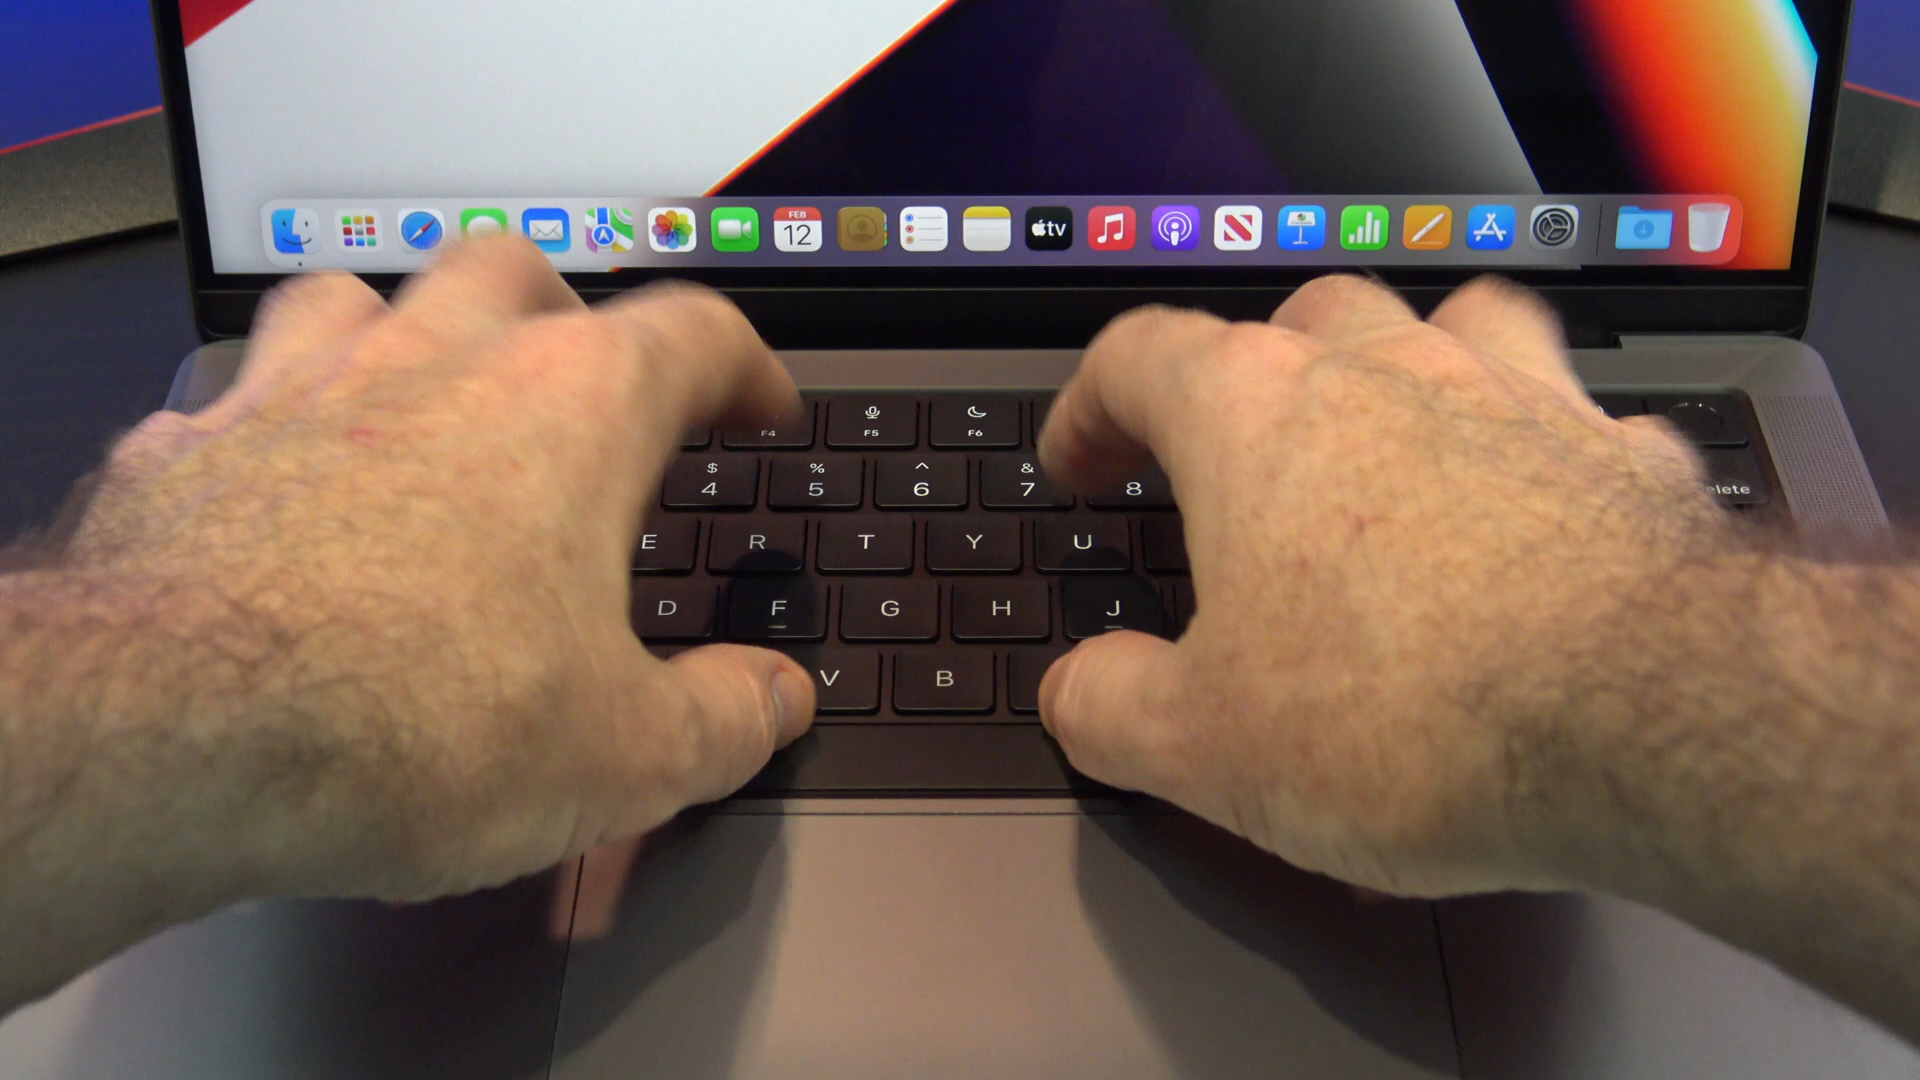 FEB
12
tv
F4 F5 F6
$ % ^ &
4 5 6 7 8
E R T Y U
D F G H J
V B
elete